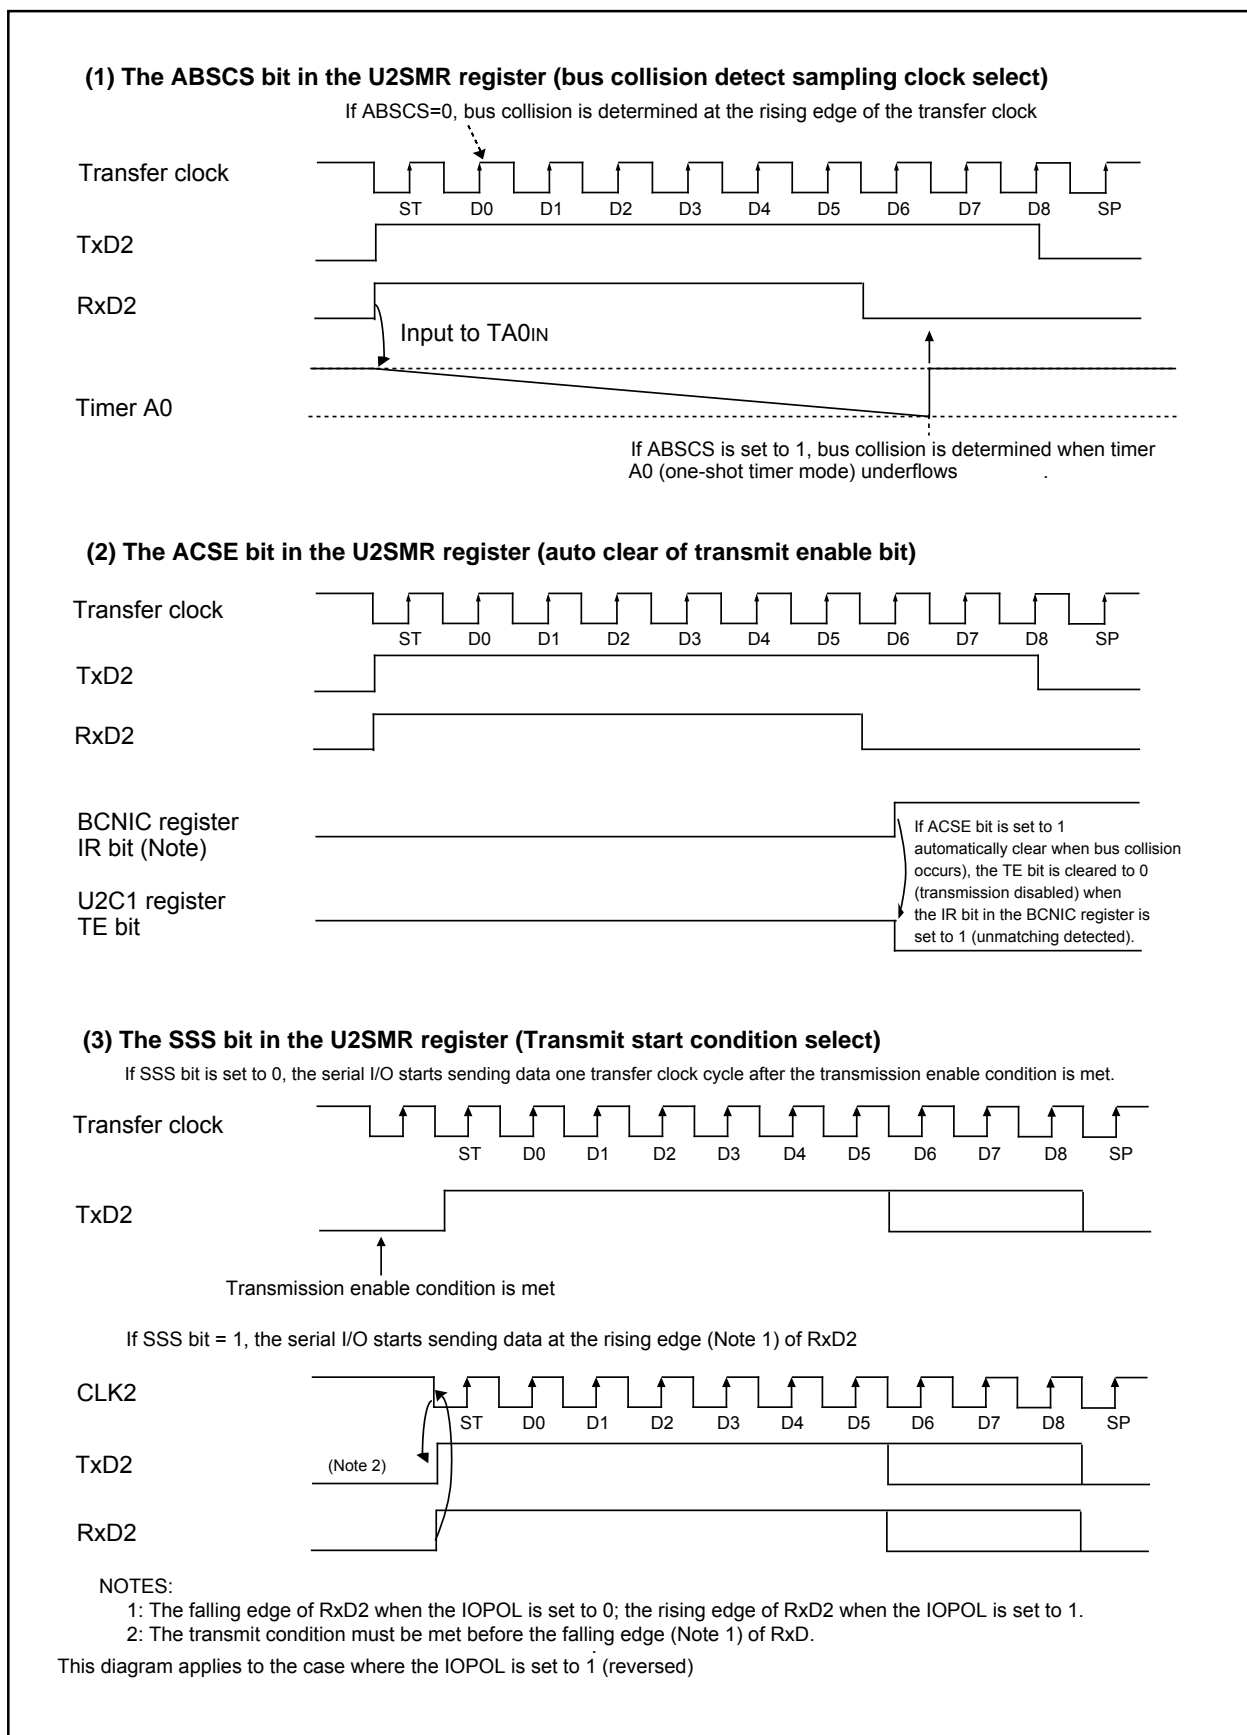 (1) The ABSCS bit in the U2SMR register (bus collision detect sampling clock select)
If ABSCS=0, bus collision is determined at the rising edge of the transfer clock
Transfer clock
ST D0 D1 D2 D3 D4 D5 D6 D7 D8 SP
TxD2
RxD2
Input to TA0IN
Timer A0
If ABSCS is set to 1, bus collision is determined when timer
A0 (one-shot timer mode) underflows .
(2) The ACSE bit in the U2SMR register (auto clear of transmit enable bit)
Transfer clock
ST D0 D1 D2 D3 D4 D5 D6 D7 D8 SP
TxD2
RxD2
BCNIC register
IR bit (Note)
If ACSE bit is set to 1
automatically clear when bus collision
occurs), the TE bit is cleared to 0
(transmission disabled) when
the IR bit in the BCNIC register is
set to 1 (unmatching detected).
U2C1 register
TE bit
(3) The SSS bit in the U2SMR register (Transmit start condition select)
If SSS bit is set to 0, the serial I/O starts sending data one transfer clock cycle after the transmission enable condition is met.
Transfer clock
ST D0 D1 D2 D3 D4 D5 D6 D7 D8 SP
TxD2
Transmission enable condition is met
If SSS bit = 1, the serial I/O starts sending data at the rising edge (Note 1) of RxD2
CLK2
ST D0 D1 D2 D3 D4 D5 D6 D7 D8 SP
TxD2
(Note 2)
RxD2
NOTES:
1: The falling edge of RxD2 when the IOPOL is set to 0; the rising edge of RxD2 when the IOPOL is set to 1.
2: The transmit condition must be met before the falling edge (Note 1) of RxD.
This diagram applies to the case where the IOPOL is set to 1 (reversed)